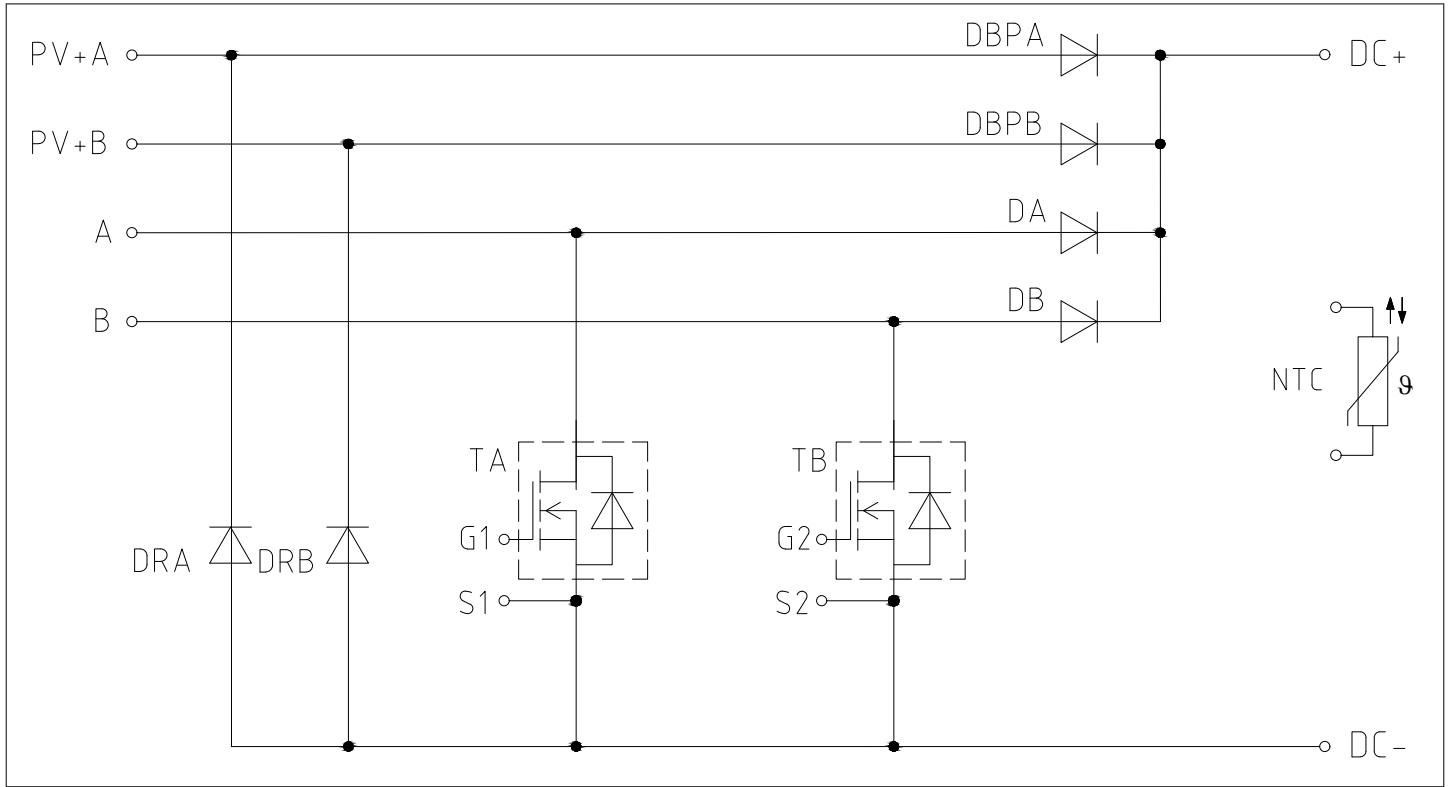 DBPA
PV+A
DC+
DBPB
PV+B
DA
A
DB
B
NTC
ϑ
TA
TB
G1
G2
DRA
DRB
S1
S2
DC-